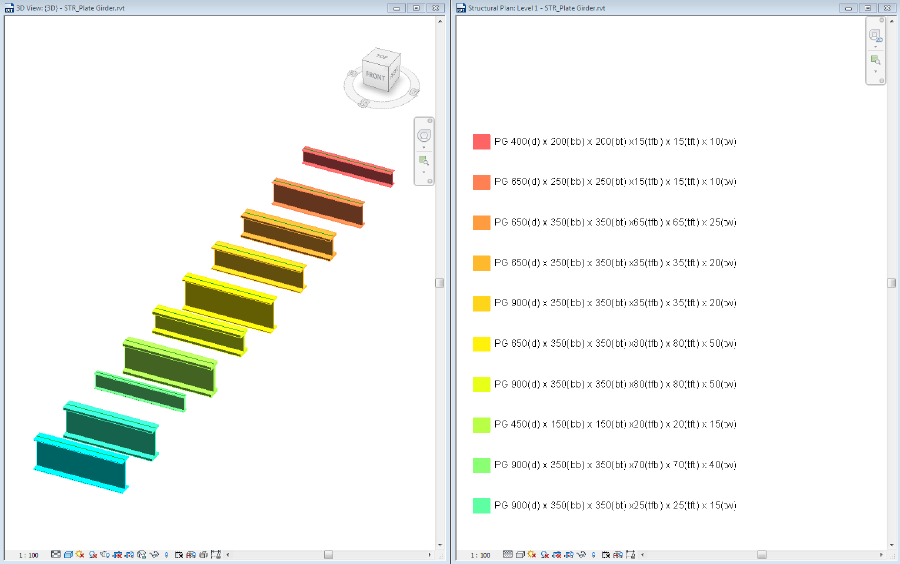 3D View: {3D} - STR_Plate Girder.rvt
Structural Plan: Level 1 - STR_Plate Girder.rvt
TOP
FRONT
PG 400(d) x 200(bb) x 200(bt) x15(tfb) x 15(tft) x 10(tw)
PG 650(d) x 250(bb) x 250(bt) x15(tfb) x 15(tft) x 10(tw)
PG 650(d) x 350(bb) x 350(bt) x65(tfb) x 65(tft) x 25(tw)
PG 650(d) x 350(bb) x 350(bt) x35(tfb) x 35(tft) x 20(tw)
PG 900(d) x 350(bb) x 350(bt) x35(tfb) x 35(tft) x 20(tw)
PG 650(d) x 350(bb) x 350(bt) x80(tfb) x 80(tft) x 50(tw)
PG 900(d) x 350(bb) x 350(bt) x80(tfb) x 80(tft) x 50(tw)
PG 450(d) x 150(bb) x 150(bt) x20(tfb) x 20(tft) x 15(tw)
PG 900(d) x 350(bb) x 350(bt) x70(tfb) x 70(tft) x 40(tw)
PG 900(d) x 350(bb) x 350(bt) x25(tfb) x 25(tft) x 15(tw)
1 : 100
1 : 100